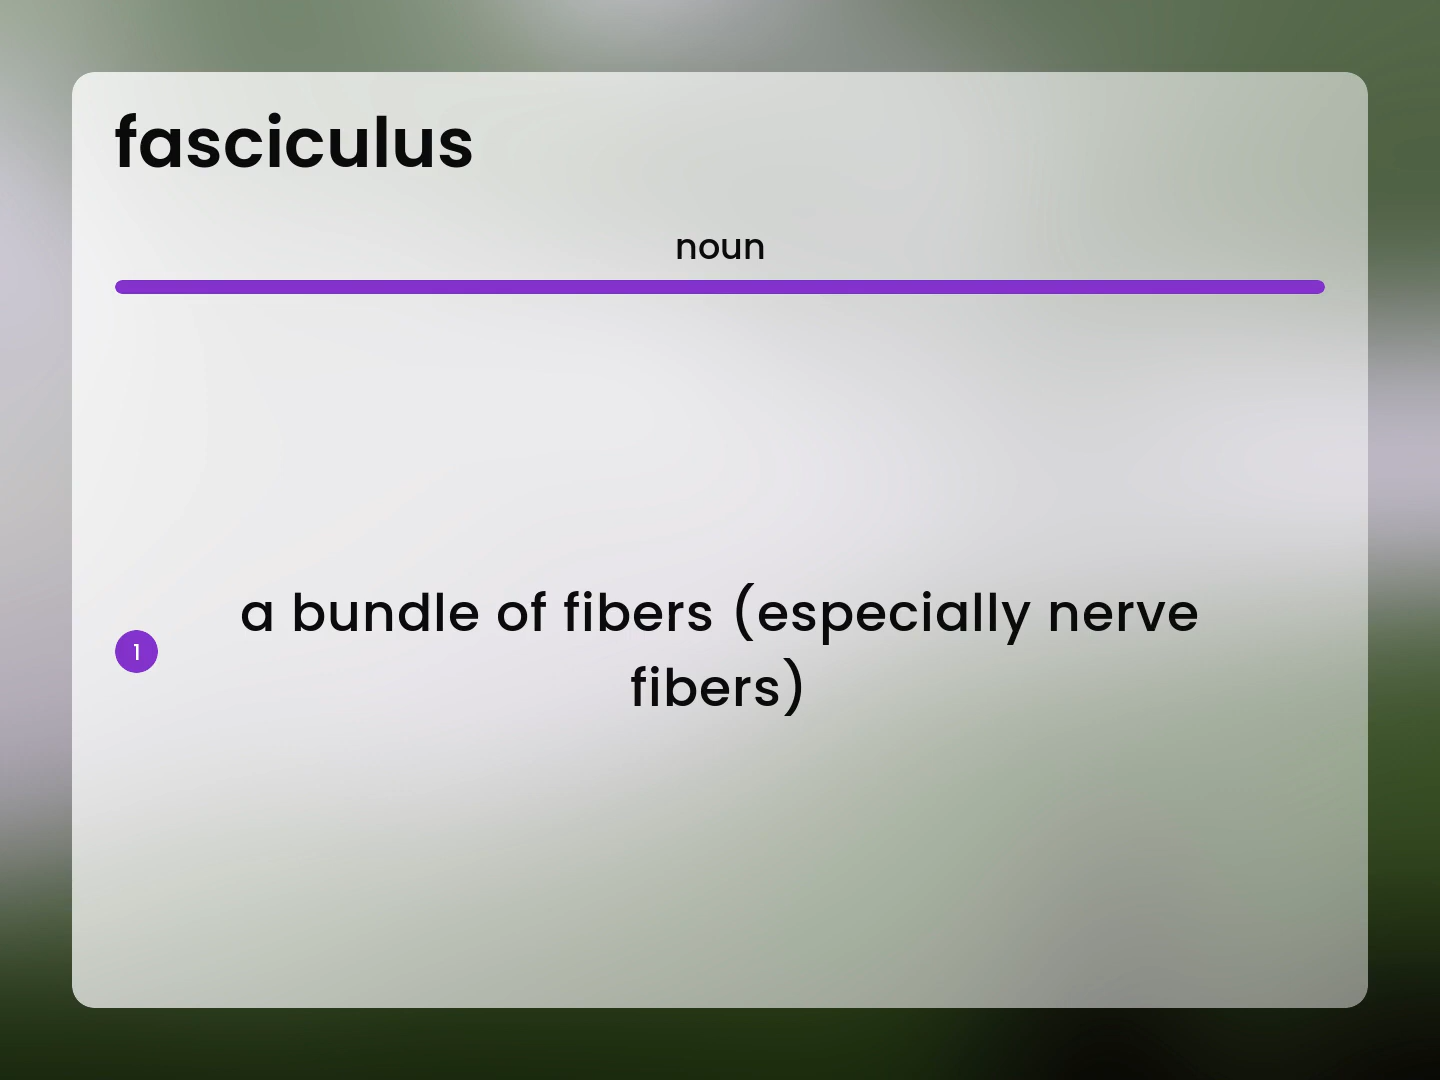 fasciculus
noun
1
a bundle of fibers (especially nerve
fibers)